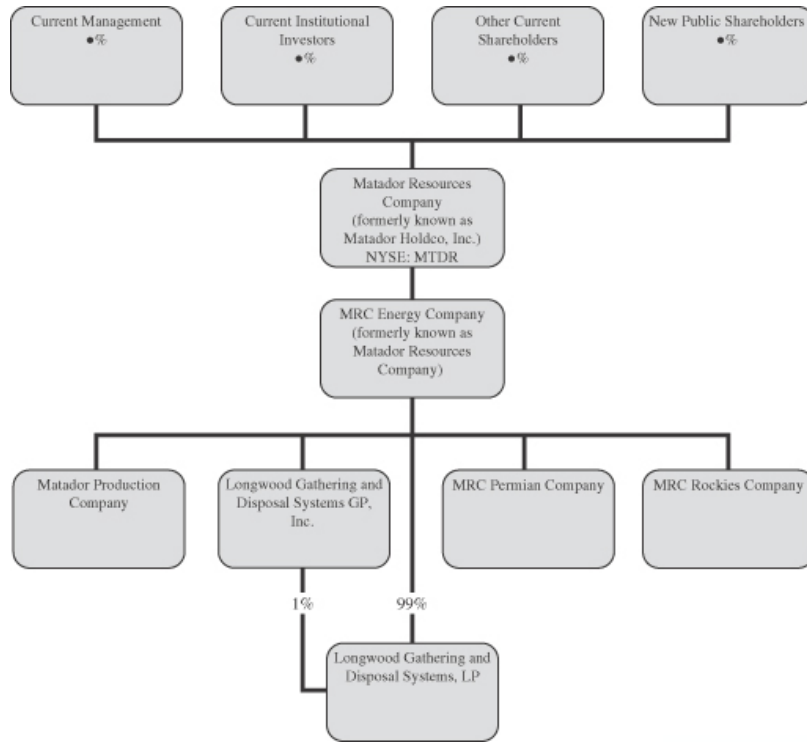 Current Management
●%
Current Institutional
Investors
●%
Other Current
Shareholders
●%
New Public Shareholders
●%
Matador Resources
Company
(formerly known as
Matador Holdco, Inc.)
NYSE: MTDR
MRC Energy Company
(formerly known as
Matador Resources
Company)
Matador Production
Company
Longwood Gathering and
Disposal Systems GP,
Inc.
MRC Permian Company
MRC Rockies Company
1%
99%
Longwood Gathering and
Disposal Systems, LP